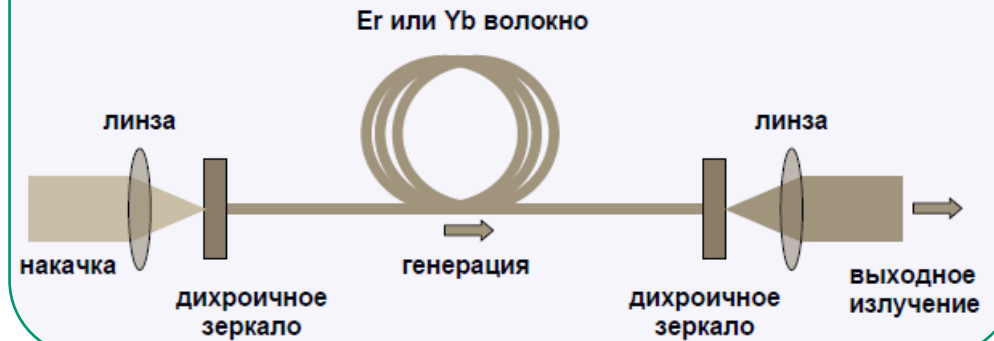 Er или Yb волокно
линза
линза
накачка
генерация
дихроичное
зеркало
дихроичное
зеркало
выходное
излучение